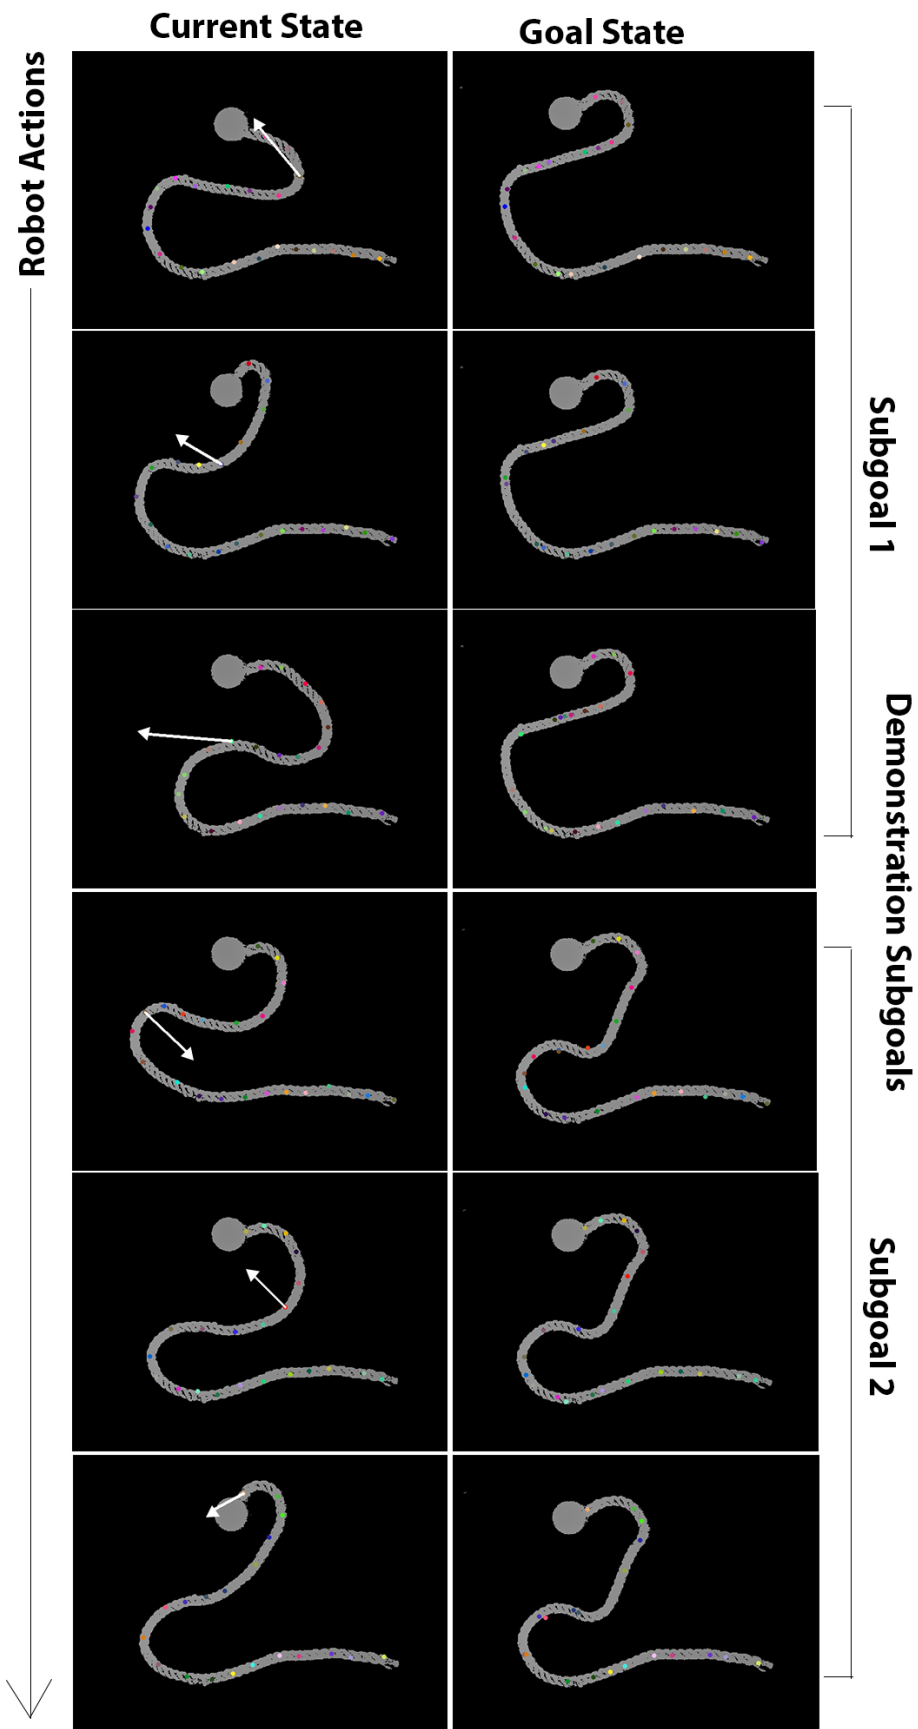 Current State
Goal State
Robot Actions
Subgoal 1
Demonstration Subgoals
Subgoal 2